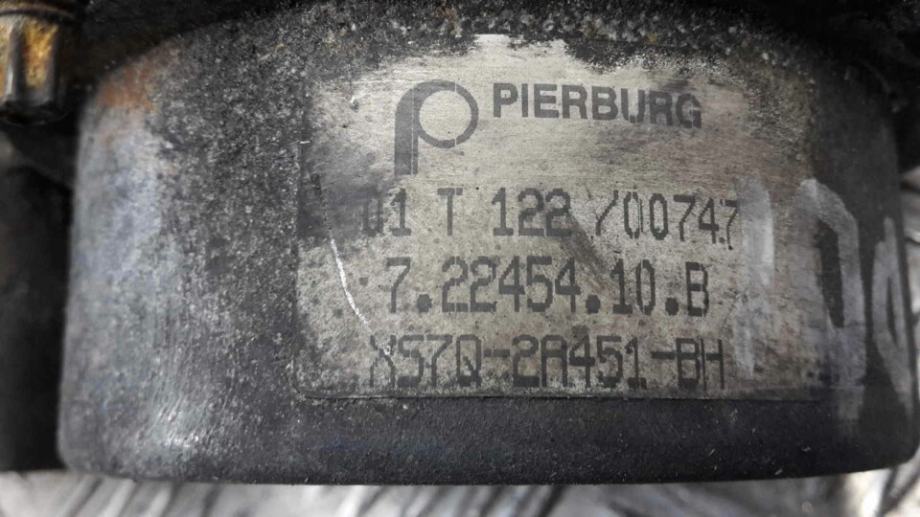 PIERBURG
01 T 122 /00747
7.22454.10.B
XS7Q-2A451-BH